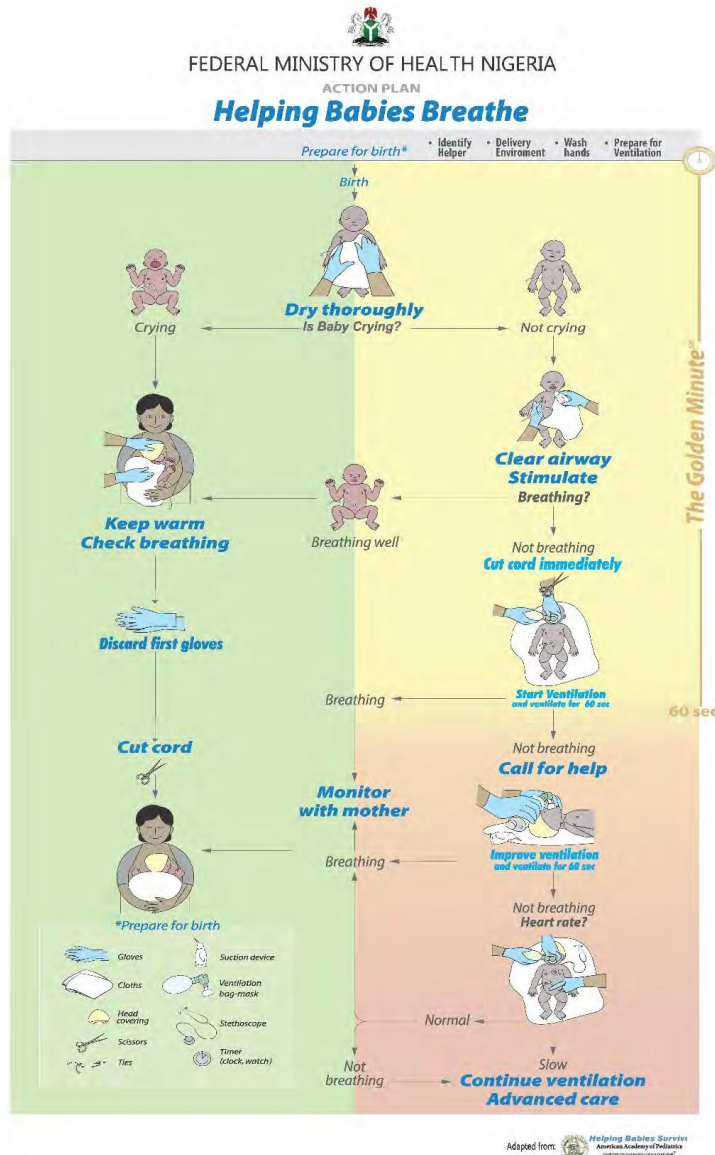 FEDERAL MINISTRY OF HEALTH NIGERIA
ACTION PLAN
Helping Babies Breathe
Prepare for birth*
• Identify Helper
• Delivery Enviroment
• Wash hands
• Prepare for Ventilation
Birth
Dry thoroughly
Is Baby Crying?
Crying
Not crying
The Golden Minute
60 sec
Clear airway
Stimulate
Breathing?
Keep warm
Check breathing
Breathing well
Not breathing
Cut cord immediately
Discard first gloves
Start Ventilation
and ventilate for 60 sec
Breathing
Not breathing
Call for help
Cut cord
Monitor
with mother
Improve ventilation
and ventilate for 60 sec
Breathing
Not breathing
Heart rate?
*Prepare for birth
Gloves
Suction device
Cloths
Ventilation
bag-mask
Head
covering
Stethoscope
Scissors
Timer
(clock, watch)
Ties
Normal
Slow
Not
breathing
Continue ventilation
Advanced care
Adapted from:
Helping Babies Survive
American Academy of Pediatrics